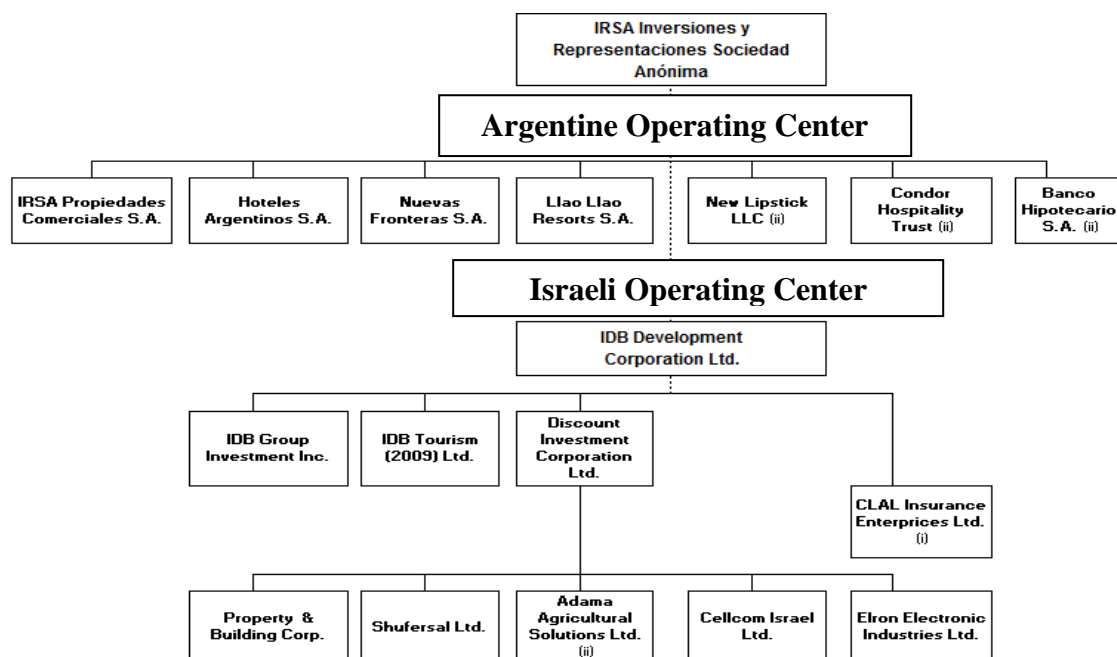 IRSA Inversiones y
Representaciones Sociedad
Anónima
Argentine Operating Center
IRSA Propiedades
Comerciales S.A.
Hoteles
Argentinos S.A.
Nuevas
Fronteras S.A.
Llao Llao
Resorts S.A.
New Lipstick
LLC (ii)
Condor
Hospitality
Trust (ii)
Banco
Hipotecario
S.A. (ii)
Israeli Operating Center
IDB Development
Corporation Ltd.
IDB Group
Investment Inc.
IDB Tourism
(2009) Ltd.
Discount
Investment
Corporation
Ltd.
CLAL Insurance
Enterprices Ltd.
(i)
Property & 
Building Corp.
Shufersal Ltd.
Adama
Agricultural
Solutions Ltd.
(ii)
Cellcom Israel
Ltd.
Elron Electronic
Industries Ltd.